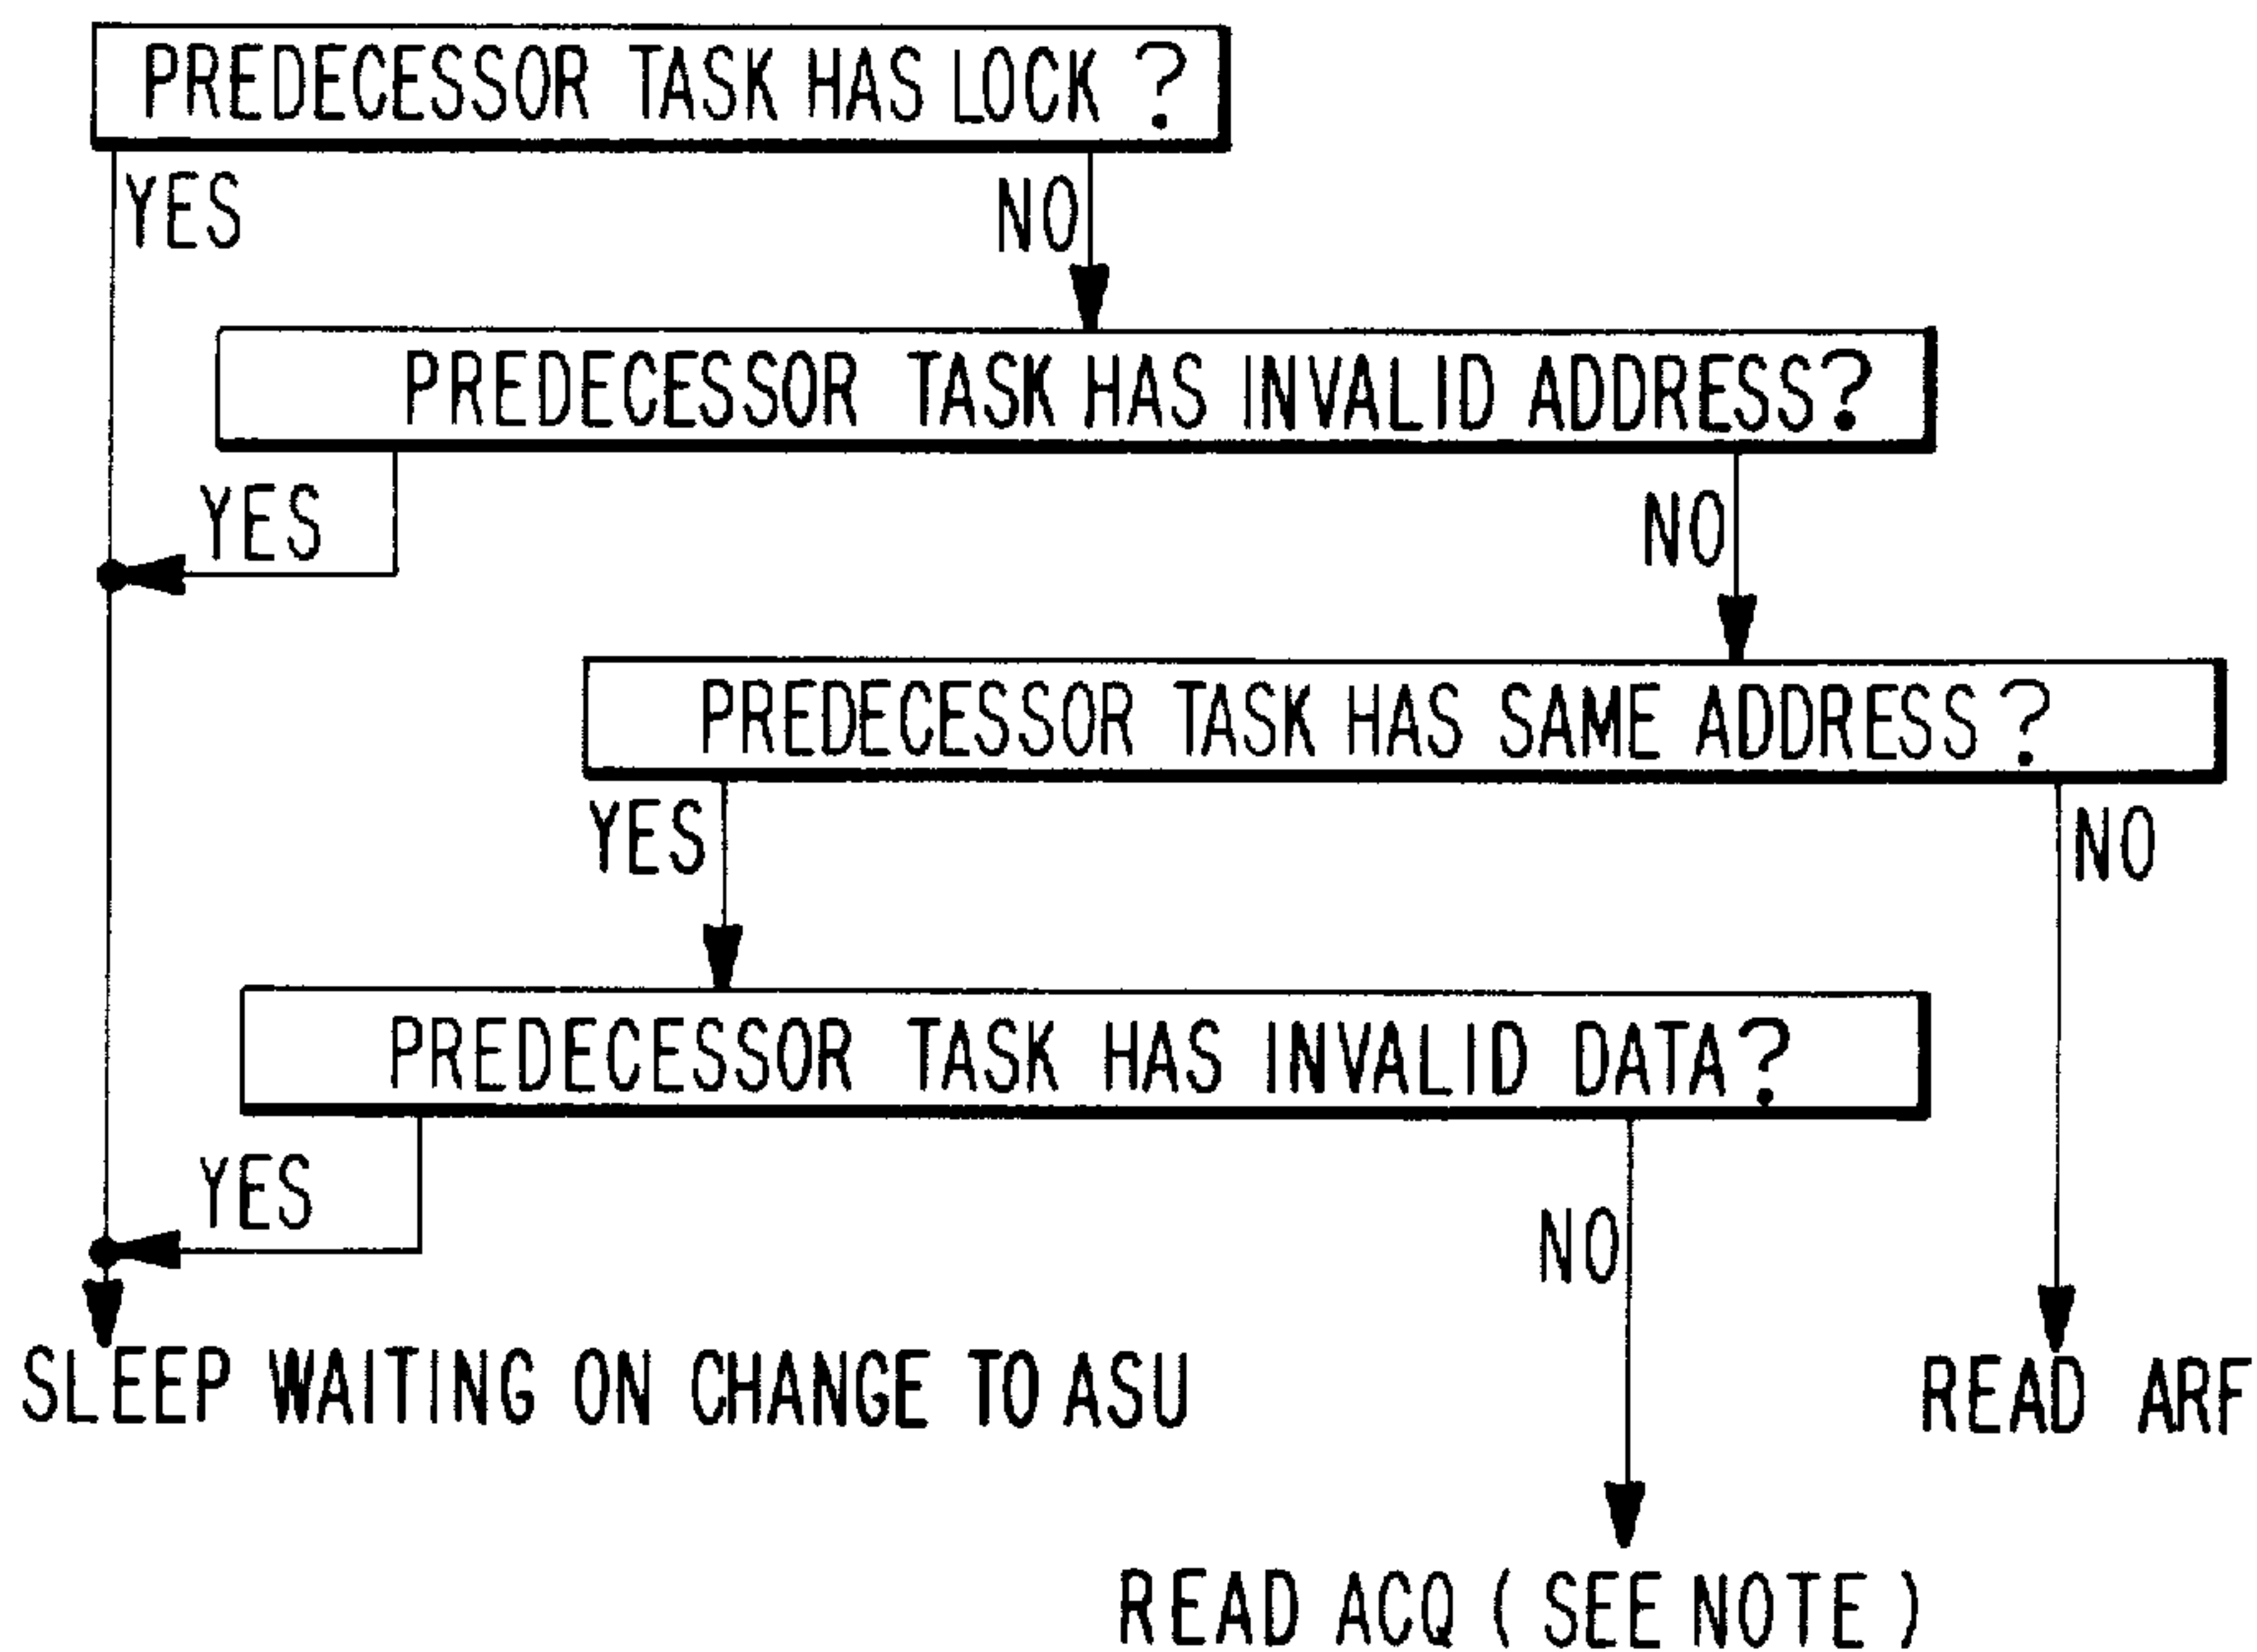 PREDECESSOR TASK HAS LOCK ?
YES
NO
PREDECESSOR TASK HAS INVALID ADDRESS?
YES
NO
PREDECESSOR TASK HAS SAME ADDRESS?
YES
NO
PREDECESSOR TASK HAS INVALID DATA?
YES
NO
SLEEP WAITING ON CHANGE TO ASU
READ ARF
READ ACQ ( SEE NOTE )